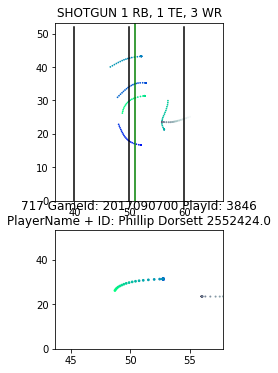 SHOTGUN 1 RB, 1 TE, 3 WR
50
40
30
20
10
0
40 50 60
717 GameId: 2017090700 PlayId: 3846
PlayerName + ID: Phillip Dorsett 2552424.0
40
20
0
45 50 55